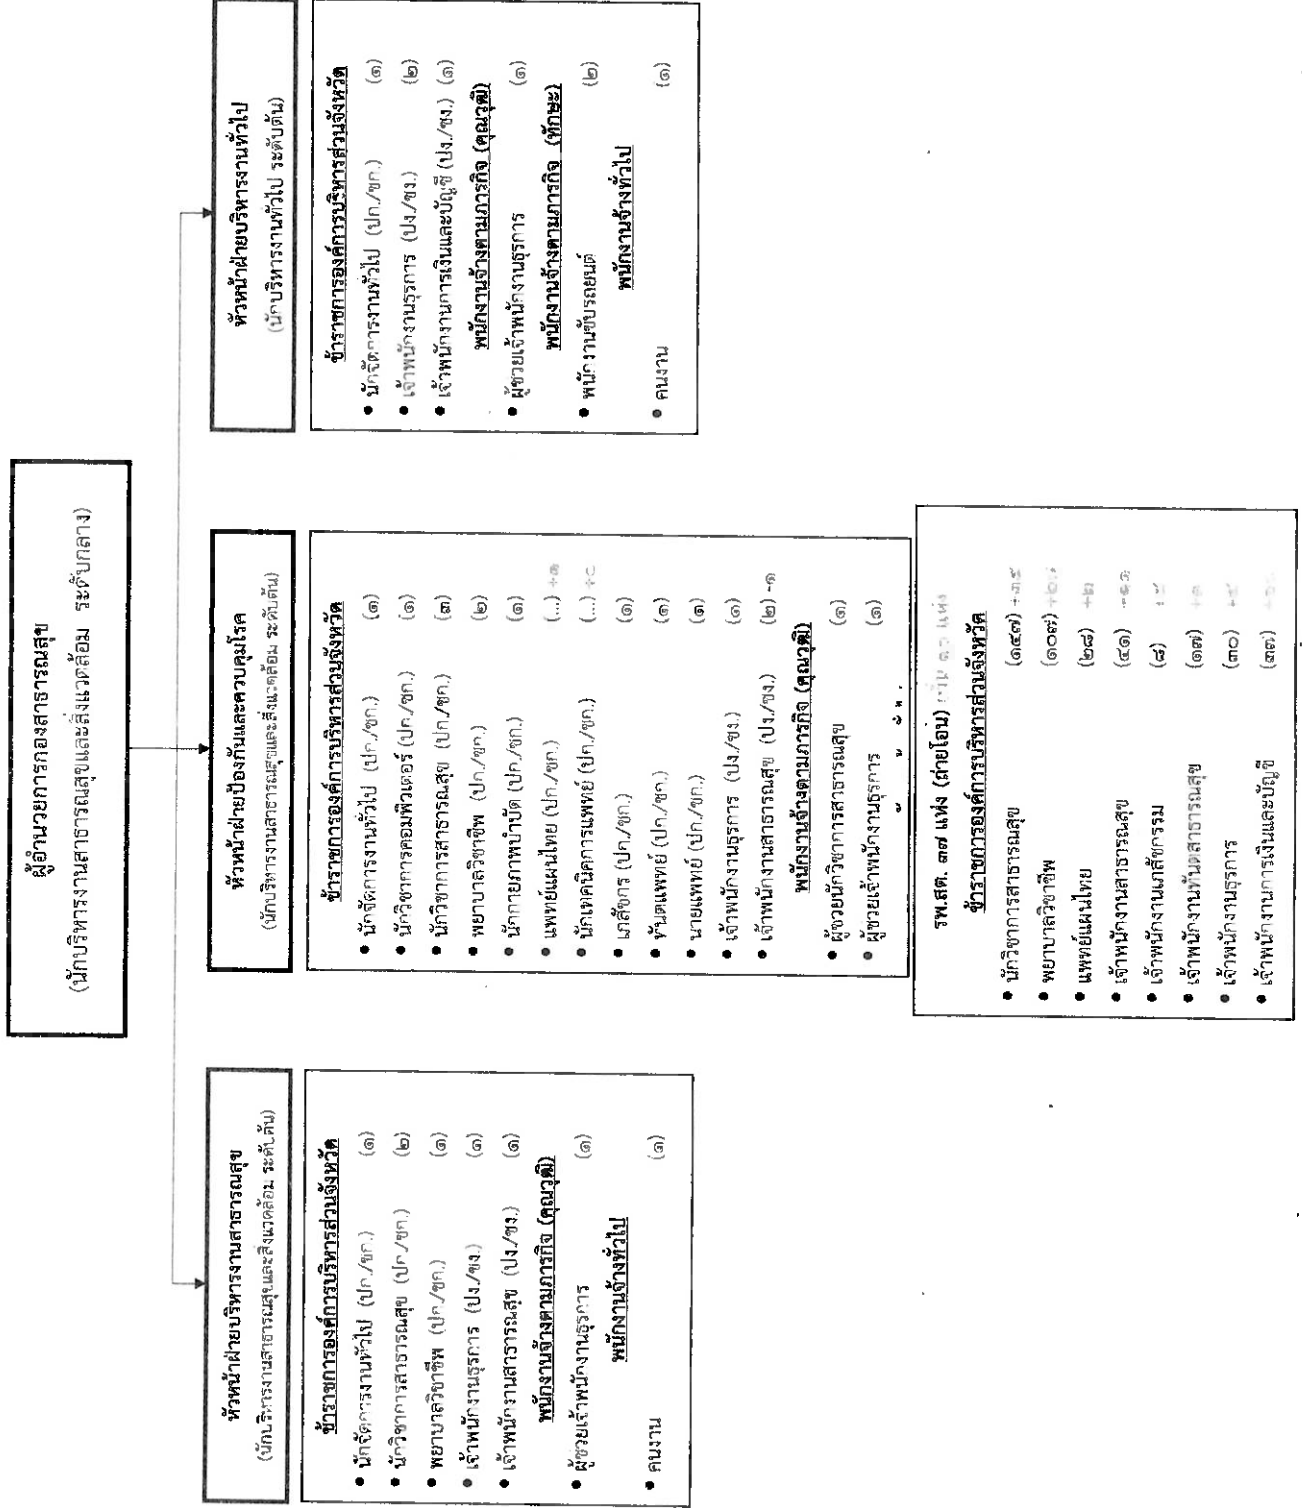 ผู้อำนวยการกองสาธารณสุข
(นักบริหารงานสาธารณสุขและสิ่งแวดล้อม ระดับกลาง)
หัวหน้าฝ่ายบริหารงานสาธารณสุข
(นักบริหารงานสาธารณสุขและสิ่งแวดล้อม ระดับต้น)
ข้าราชการองค์การบริหารส่วนจังหวัด
• นักจัดการงานทั่วไป (ปก./ชก.) (๑)
• นักวิชาการสาธารณสุข (ปก./ชก.) (๒)
• พยาบาลวิชาชีพ (ปก./ชก.) (๑)
• เจ้าพนักงานธุรการ (ปง./ชง.) (๑)
• เจ้าพนักงานสาธารณสุข (ปง./ชง.) (๑)
พนักงานจ้างตามภารกิจ (คุณวุฒิ)
• ผู้ช่วยเจ้าพนักงานธุรการ (๑)
พนักงานจ้างทั่วไป
• คนงาน (๑)
หัวหน้าฝ่ายป้องกันและควบคุมโรค
(นักบริหารงานสาธารณสุขและสิ่งแวดล้อม ระดับต้น)
ข้าราชการองค์การบริหารส่วนจังหวัด
• นักจัดการงานทั่วไป (ปก./ชก.) (๑)
• นักวิชาการคอมพิวเตอร์ (ปก./ชก.) (๑)
• นักวิชาการสาธารณสุข (ปก./ชก.) (๓)
• พยาบาลวิชาชีพ (ปก./ชก.) (๒)
• นักกายภาพบำบัด (ปก./ชก.) (๑)
• แพทย์แผนไทย (ปก./ชก.) (...)
• นักเทคนิคการแพทย์ (ปก./ชก.) (...)
• เภสัชกร (ปก./ชก.) (๑)
• ทันตแพทย์ (ปก./ชก.) (๑)
• นายแพทย์ (ปก./ชก.) (๑)
• เจ้าพนักงานธุรการ (ปง./ชง.) (๑)
• เจ้าพนักงานสาธารณสุข (ปง./ชง.) (๒) -๑
พนักงานจ้างตามภารกิจ (คุณวุฒิ)
• ผู้ช่วยนักวิชาการสาธารณสุข (๑)
• ผู้ช่วยเจ้าพนักงานธุรการ (๑)
รพ.สต. ๓๗ แห่ง (ถ่ายโอน)
ข้าราชการองค์การบริหารส่วนจังหวัด
• นักวิชาการสาธารณสุข (๑๔๗)
• พยาบาลวิชาชีพ (๑๐๗)
• แพทย์แผนไทย (๒๘)
• เจ้าพนักงานสาธารณสุข (๔๑)
• เจ้าพนักงานเภสัชกรรม (๘)
• เจ้าพนักงานทันตสาธารณสุข (๑๗)
• เจ้าพนักงานธุรการ (๓๐)
• เจ้าพนักงานการเงินและบัญชี (๓๗)
หัวหน้าฝ่ายบริหารงานทั่วไป
(นักบริหารงานทั่วไป ระดับต้น)
ข้าราชการองค์การบริหารส่วนจังหวัด
• นักจัดการงานทั่วไป (ปก./ชก.) (๑)
• เจ้าพนักงานธุรการ (ปง./ชง.) (๒)
• เจ้าพนักงานการเงินและบัญชี (ปง./ชง.) (๑)
พนักงานจ้างตามภารกิจ (คุณวุฒิ)
• ผู้ช่วยเจ้าพนักงานธุรการ (๑)
พนักงานจ้างตามภารกิจ (ทักษะ)
• พนักงานขับรถยนต์ (๒)
พนักงานจ้างทั่วไป
• คนงาน (๑)